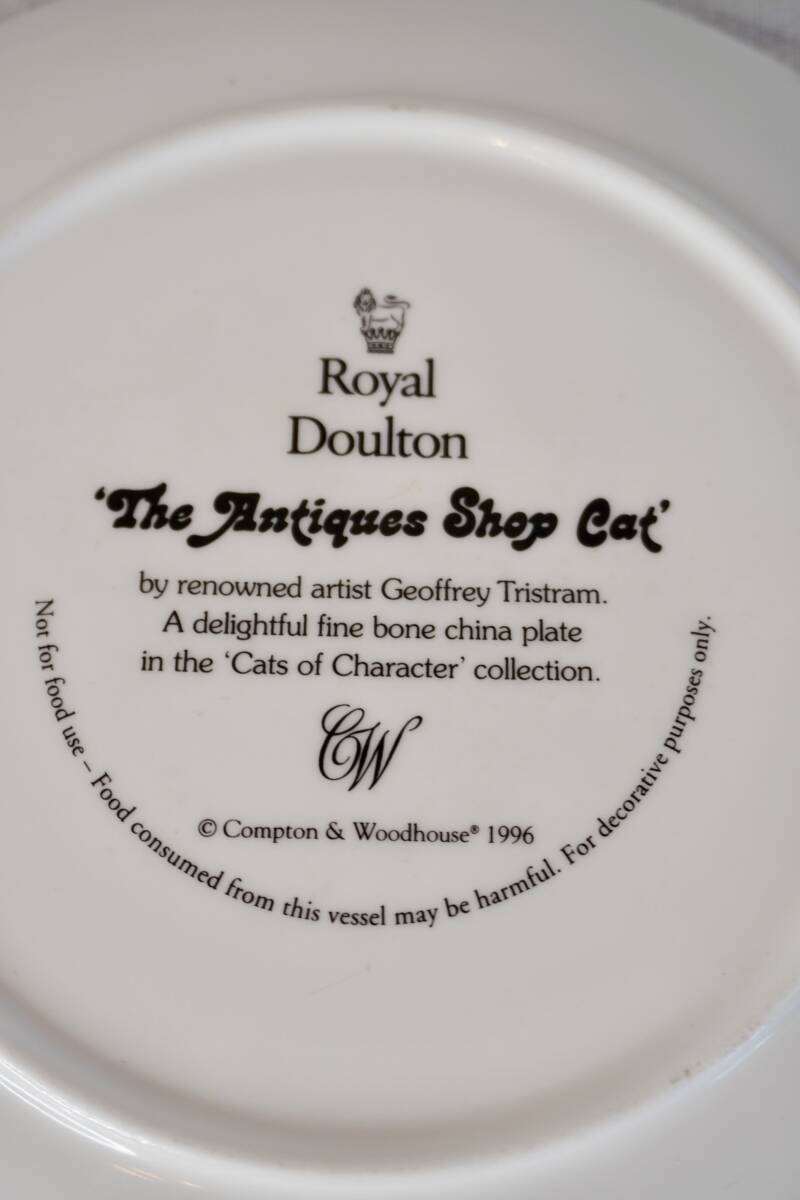 Royal
Doulton
'The Antiques Shop Cat'
by renowned artist Geoffrey Tristram.
A delightful fine bone china plate
in the 'Cats of Character' collection.
CW
© Compton & Woodhouse® 1996
Not for food use – Food consumed from this vessel may be harmful. For decorative purposes only.